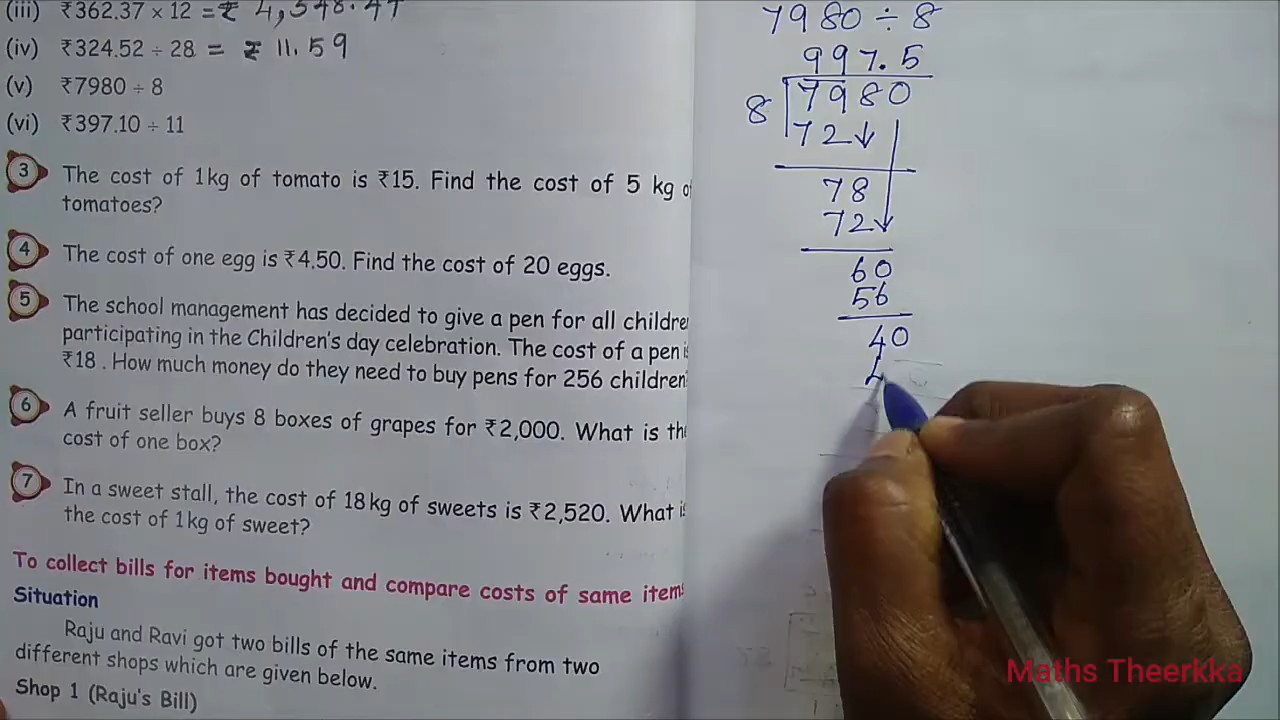 (iii) ₹362.37 × 12 = ₹ 4,348.44
(iv) ₹324.52 ÷ 28 = ₹ 11.59
(v) ₹7980 ÷ 8
(vi) ₹397.10 ÷ 11
3 The cost of 1kg of tomato is ₹15. Find the cost of 5 kg
tomatoes?
4 The cost of one egg is ₹4.50. Find the cost of 20 eggs.
5 The school management has decided to give a pen for all
participating in the Children's day celebration. The cost of a pen
₹18 . How much money do they need to buy pens for 256 children
6 A fruit seller buys 8 boxes of grapes for ₹2,000. What is
cost of one box?
7 In a sweet stall, the cost of 18 kg of sweets is ₹2,520. What
the cost of 1kg of sweet?
To collect bills for items bought and compare costs of same
Situation
Raju and Ravi got two bills of the same items from two
different shops which are given below.
Shop 1 (Raju's Bill)
7980 ÷ 8
997.5
8 7980
72
78
72
60
56
40
Maths Theerkka